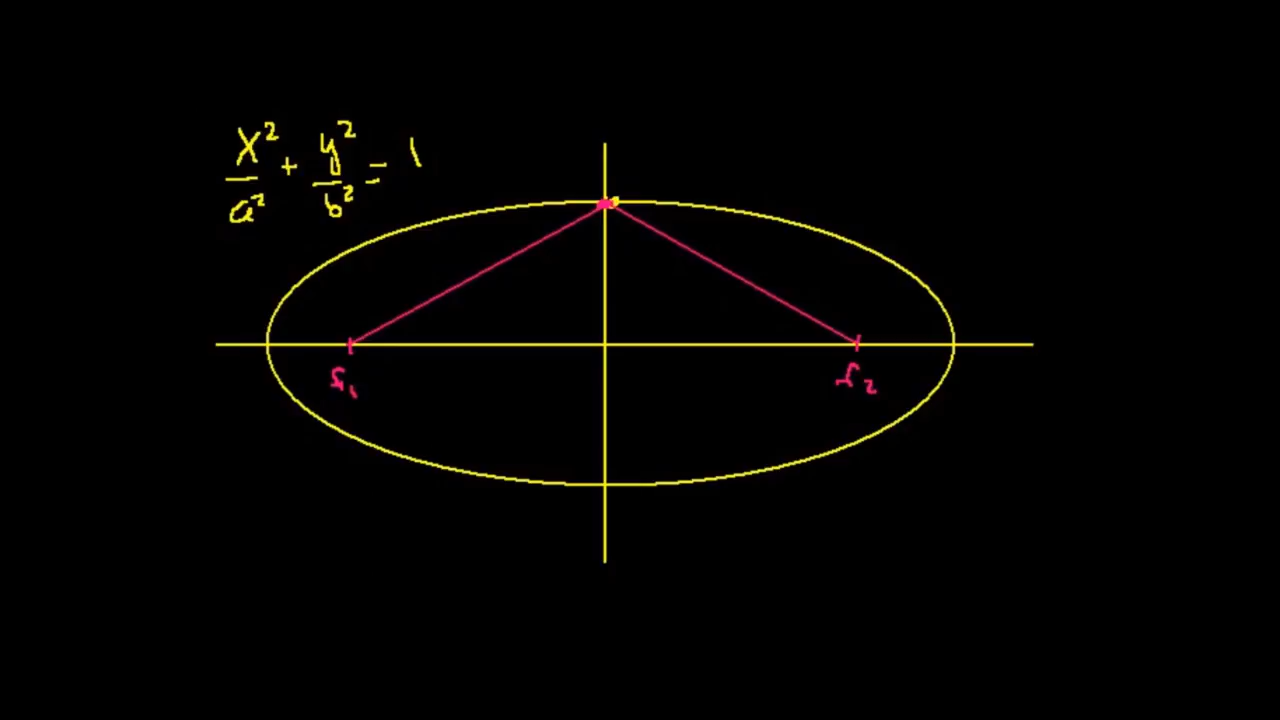 x²/a² + y²/b² = 1
f₁ f₂